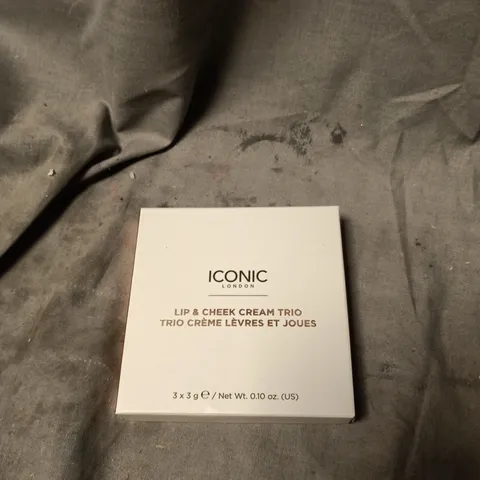 ICONIC
LONDON
LIP & CHEEK CREAM TRIO
TRIO CRÈME LÈVRES ET JOUES
3 x 3 g ℮ / Net Wt. 0.10 oz. (US)